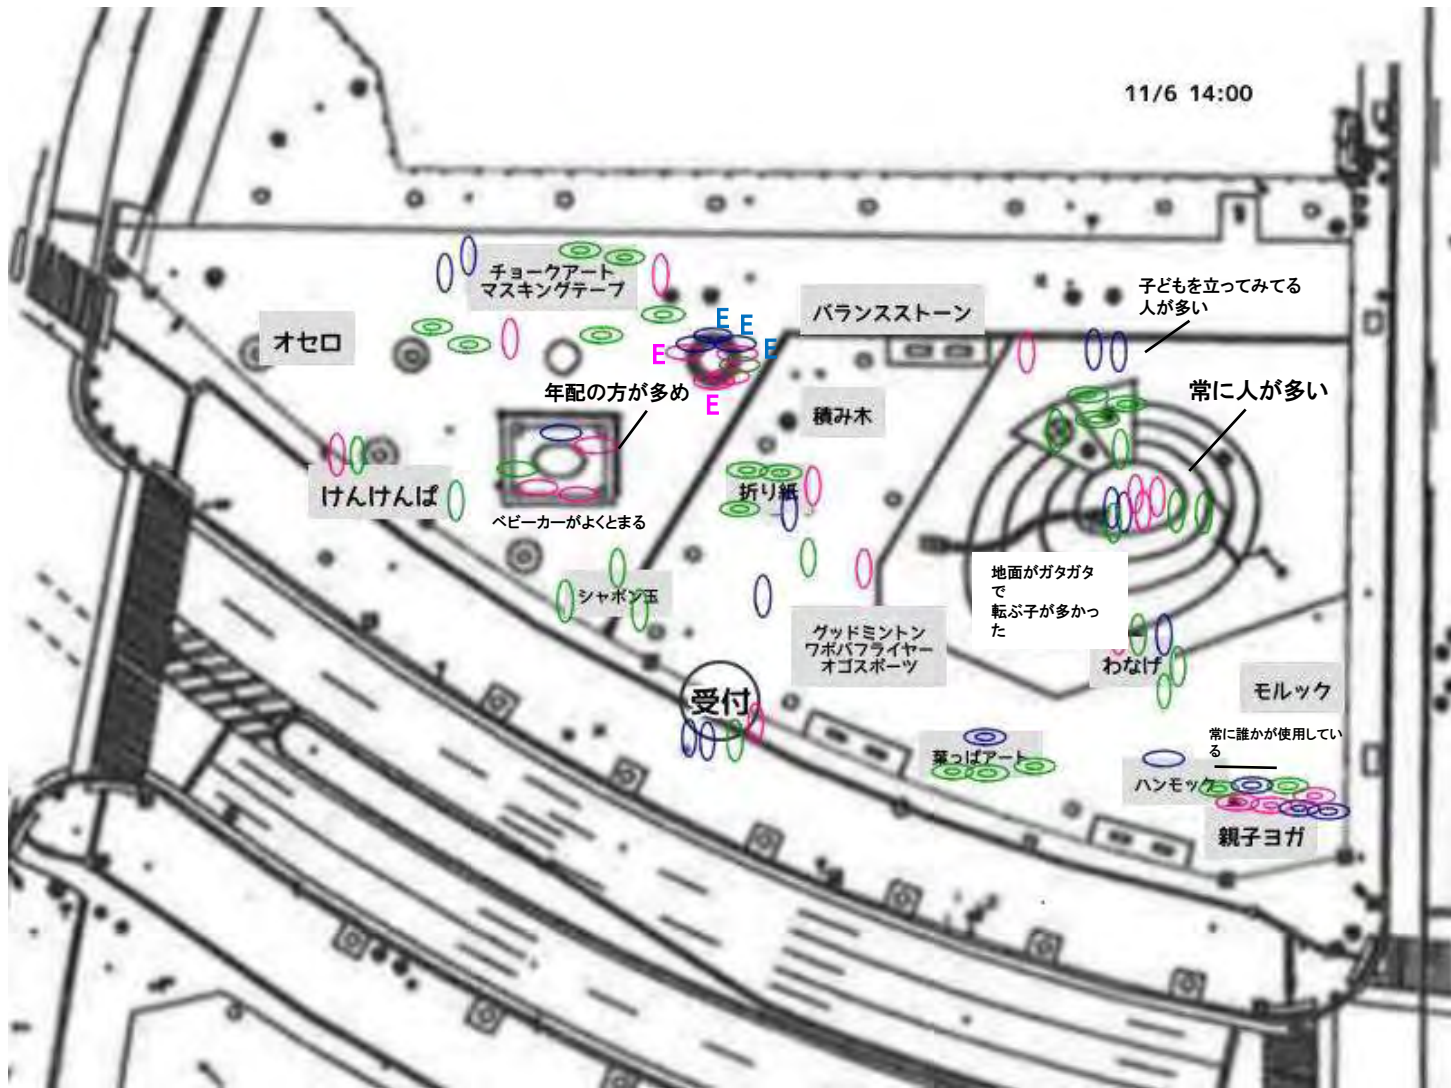 11/6 14:00
チョークアート
マスキングテープ
オセロ
E
E
E
E
E
バランスストーン
子どもを立ってみてる
人が多い
年配の方が多め
常に人が多い
積み木
けんけんぱ
折り紙
ベビーカーがよくとまる
シャボン玉
地面がガタガタ
で
転ぶ子が多かっ
た
グッドミントン
ワボバフライヤー
オゴスポーツ
わなげ
受付
モルック
常に誰かが使用してい
る
葉っぱアート
ハンモック
親子ヨガ